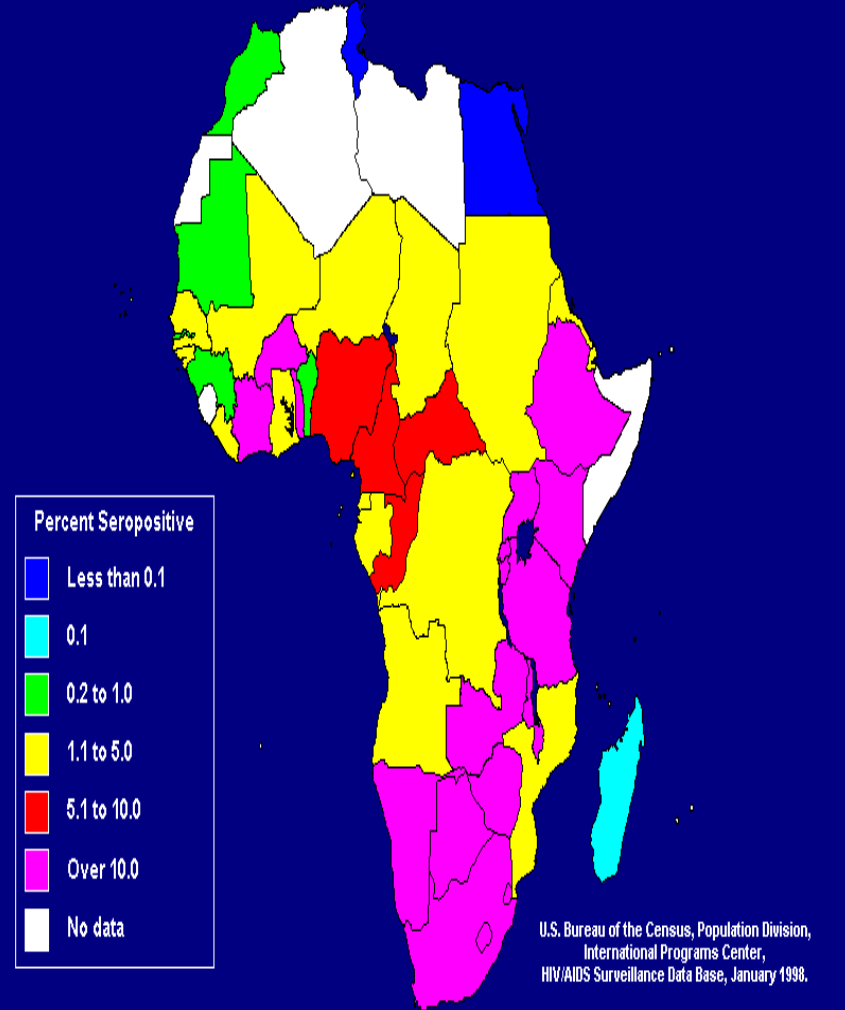 Percent Seropositive
Less than 0.1
0.1
0.2 to 1.0
1.1 to 5.0
5.1 to 10.0
Over 10.0
No data
U.S. Bureau of the Census, Population Division,
International Programs Center,
HIV/AIDS Surveillance Data Base, January 1998.